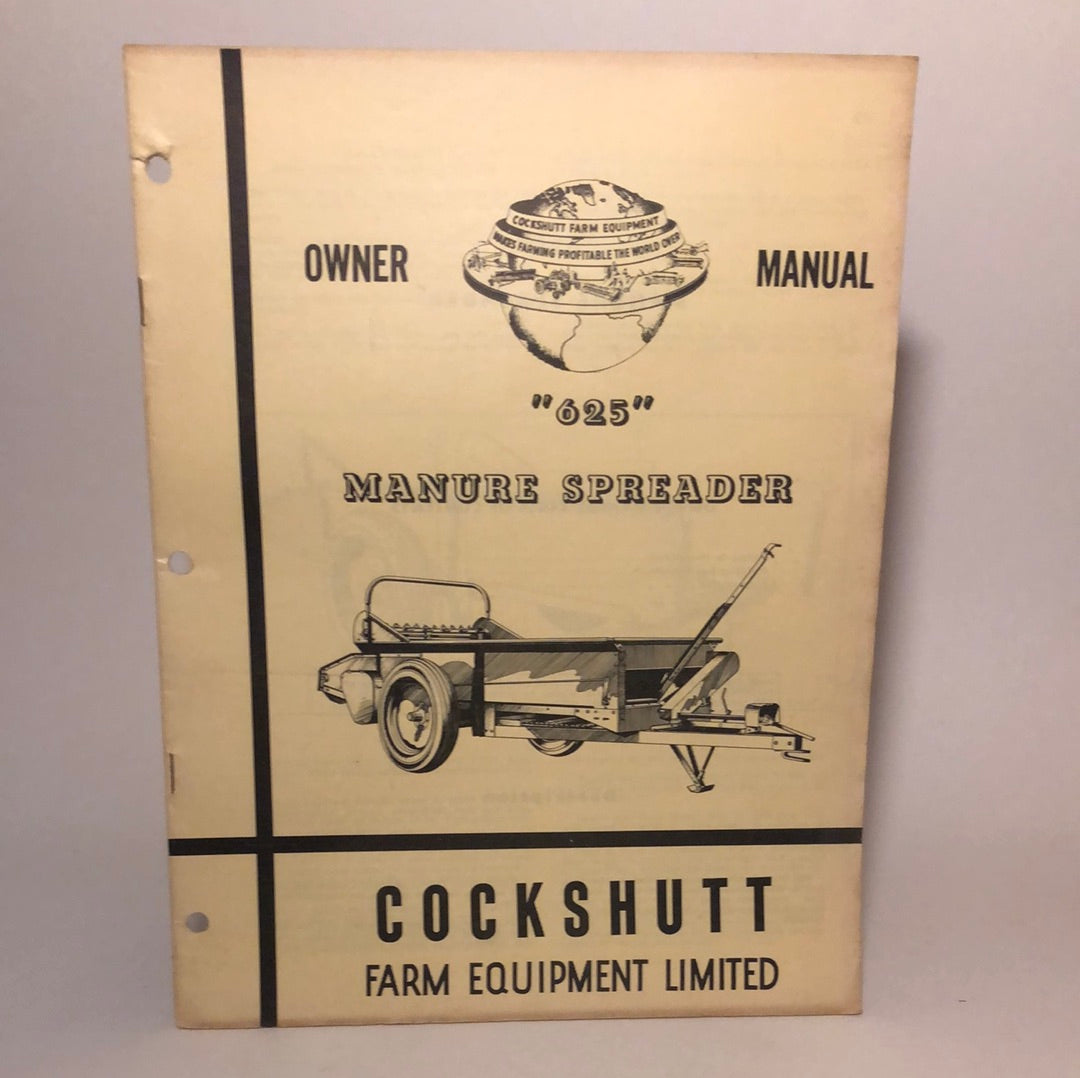 OWNER
COCKSHUTT FARM EQUIPMENT
MAKES FARMING PROFITABLE THE WORLD OVER
MANUAL
"625"
MANURE SPREADER
COCKSHUTT
FARM EQUIPMENT LIMITED